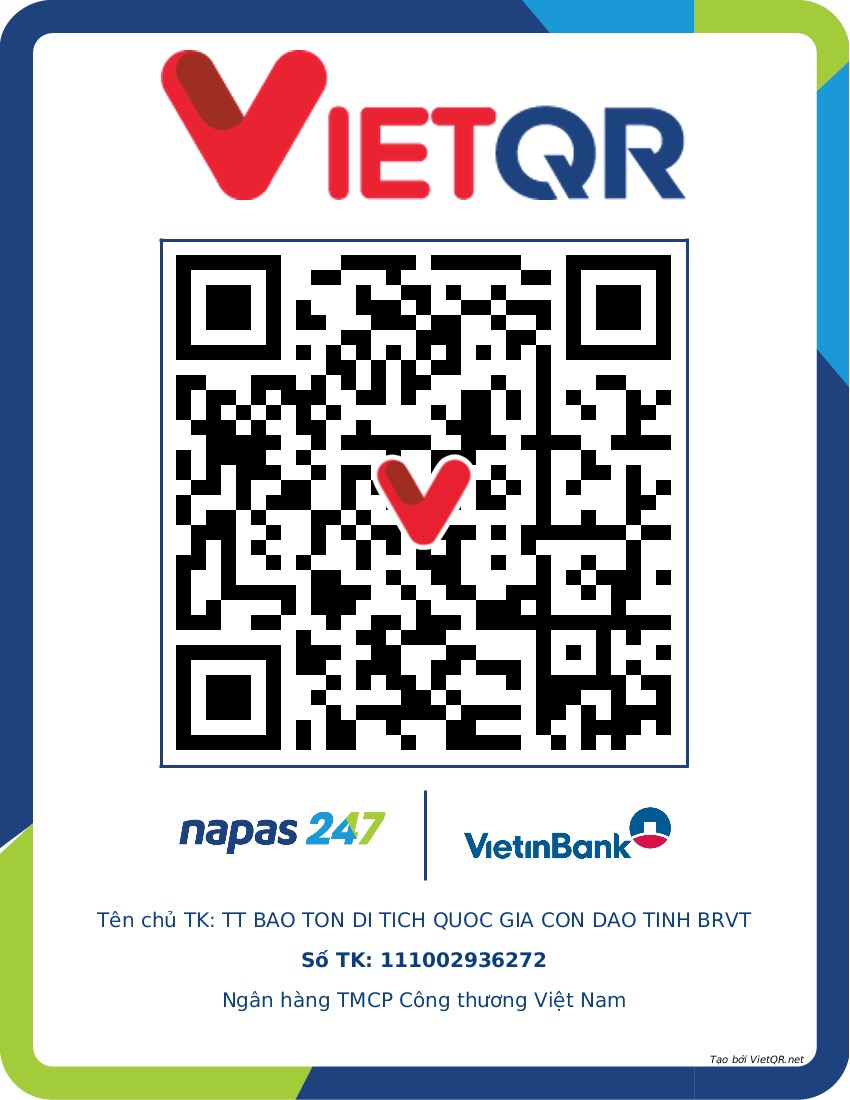 VIETQR
napas 247
VietinBank
Tên chủ TK: TT BAO TON DI TICH QUOC GIA CON DAO TINH BRVT
Số TK: 111002936272
Ngân hàng TMCP Công thương Việt Nam
Tạo bởi VietQR.net